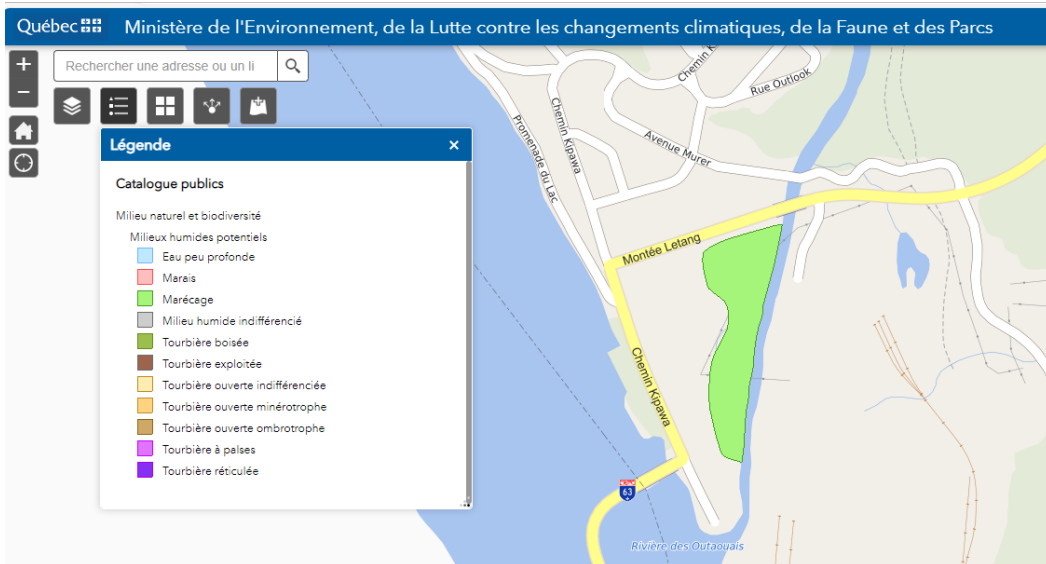 Québec
Ministère de l'Environnement, de la Lutte contre les changements climatiques, de la Faune et des Parcs
Rechercher une adresse ou un li
Légende
Catalogue publics
Milieu naturel et biodiversité
Milieux humides potentiels
Eau peu profonde
Marais
Marécage
Milieu humide indifférencié
Tourbière boisée
Tourbière exploitée
Tourbière ouverte indifférenciée
Tourbière ouverte minérotrophe
Tourbière ouverte ombrotrophe
Tourbière à palses
Tourbière réticulée
Chemin K
Rue Outlook
Chemin Kipawa
Promenade du Lac
Avenue Murer
Montée Letang
Chemin Kipawa
63
Rivière des Outaouais